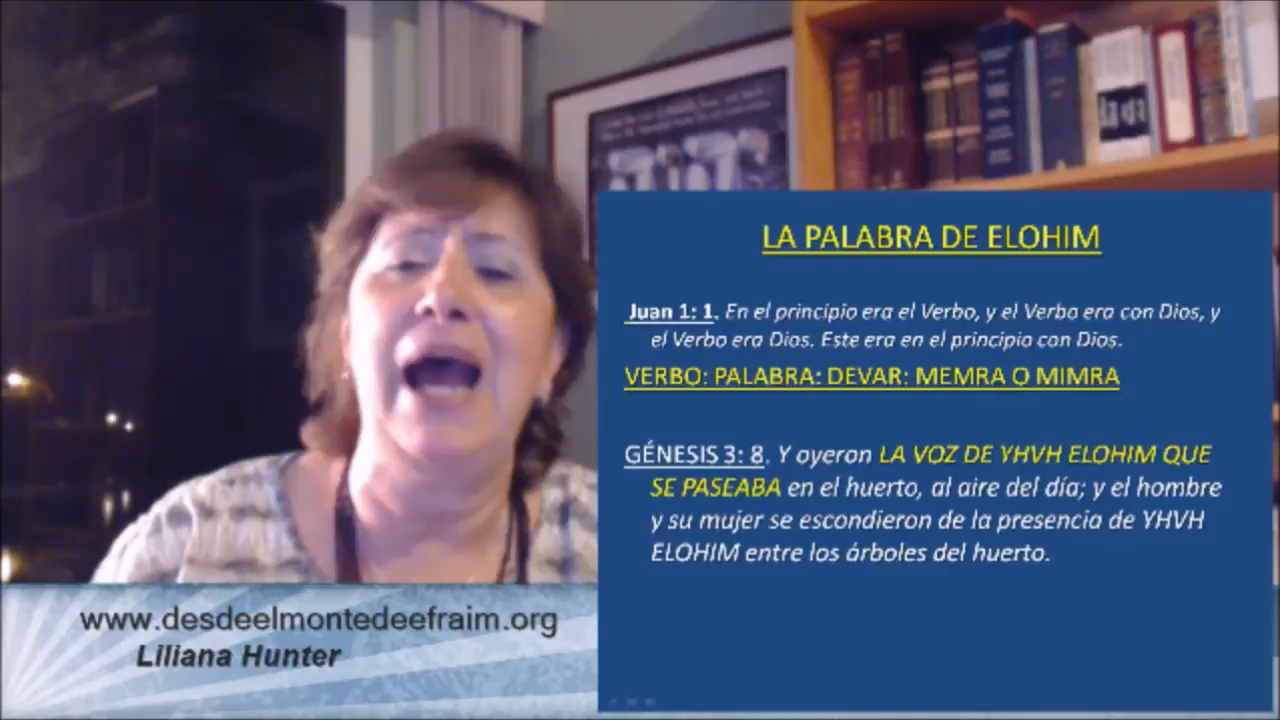 LA PALABRA DE ELOHIM
Juan 1: 1. En el principio era el Verbo, y el Verbo era con Dios, y
el Verbo era Dios. Este era en el principio con Dios.
VERBO: PALABRA: DEVAR: MEMRA O MIMRA
GÉNESIS 3: 8. Y oyeron LA VOZ DE YHVH ELOHIM QUE
SE PASEABA en el huerto, al aire del día; y el hombre
y su mujer se escondieron de la presencia de YHVH
ELOHIM entre los árboles del huerto.
www.desdeelmontedeefraim.org
Liliana Hunter